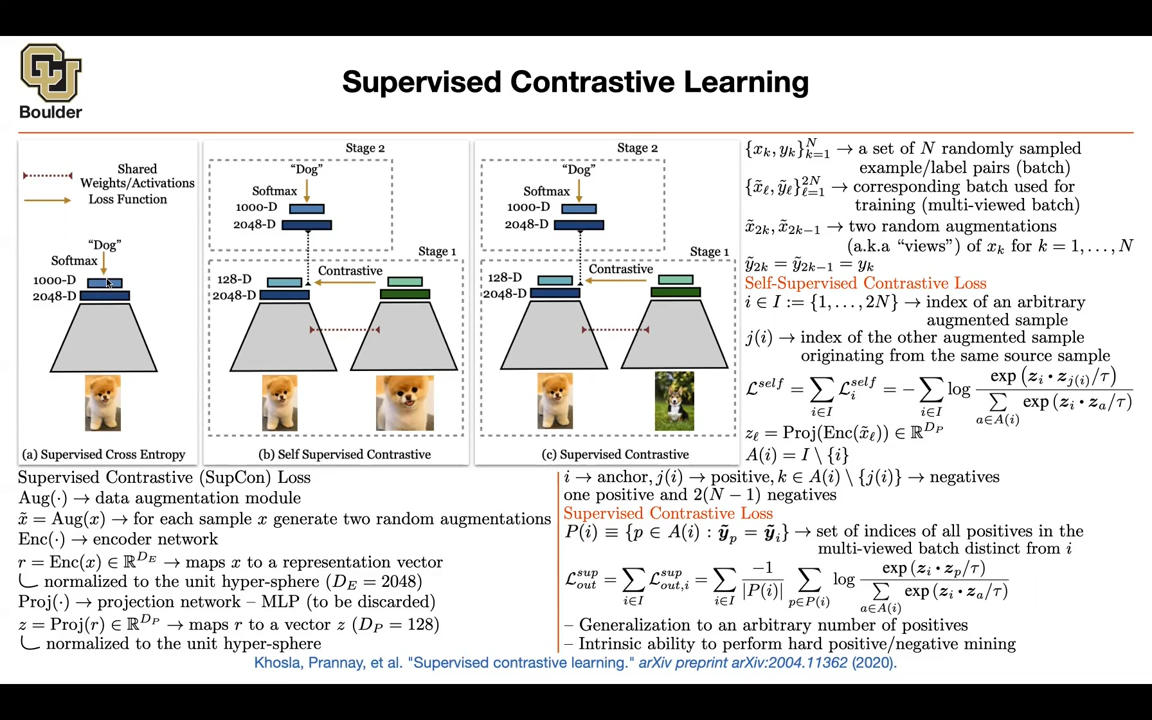 CU
Boulder
Supervised Contrastive Learning
Shared
Weights/Activations
Loss Function
"Dog"
Softmax
1000-D
2048-D
(a) Supervised Cross Entropy
Stage 2
"Dog"
Softmax
1000-D
2048-D
Stage 1
128-D
Contrastive
2048-D
(b) Self Supervised Contrastive
Stage 2
"Dog"
Softmax
1000-D
2048-D
Stage 1
128-D
Contrastive
2048-D
(c) Supervised Contrastive
{x_k, y_k}_{k=1}^N → a set of N randomly sampled
example/label pairs (batch)
{x̃_ℓ, ỹ_ℓ}_{ℓ=1}^{2N} → corresponding batch used for
training (multi-viewed batch)
x̃_{2k}, x̃_{2k−1} → two random augmentations
(a.k.a "views") of x_k for k = 1, . . . , N
ỹ_{2k} = ỹ_{2k−1} = y_k
Self-Supervised Contrastive Loss
i ∈ I := {1, . . . , 2N} → index of an arbitrary
augmented sample
j(i) → index of the other augmented sample
originating from the same source sample
L^{self} = ∑_{i∈I} L_i^{self} = − ∑_{i∈I} log exp (z_i • z_{j(i)}/τ) / ∑_{a∈A(i)} exp (z_i • z_a/τ)
z_ℓ = Proj(Enc(x̃_ℓ)) ∈ ℝ^{D_P}
A(i) = I \ {i}
Supervised Contrastive (SupCon) Loss
Aug(·) → data augmentation module
x̃ = Aug(x) → for each sample x generate two random augmentations
Enc(·) → encoder network
r = Enc(x) ∈ ℝ^{D_E} → maps x to a representation vector
normalized to the unit hyper-sphere (D_E = 2048)
Proj(·) → projection network – MLP (to be discarded)
z = Proj(r) ∈ ℝ^{D_P} → maps r to a vector z (D_P = 128)
normalized to the unit hyper-sphere
i → anchor, j(i) → positive, k ∈ A(i) \ {j(i)} → negatives
one positive and 2(N − 1) negatives
Supervised Contrastive Loss
P(i) ≡ {p ∈ A(i) : ỹ_p = ỹ_i} → set of indices of all positives in the
multi-viewed batch distinct from i
L_{out}^{sup} = ∑_{i∈I} L_{out,i}^{sup} = ∑_{i∈I} −1 / |P(i)| ∑_{p∈P(i)} log exp (z_i • z_p/τ) / ∑_{a∈A(i)} exp (z_i • z_a/τ)
– Generalization to an arbitrary number of positives
– Intrinsic ability to perform hard positive/negative mining
Khosla, Prannay, et al. "Supervised contrastive learning." arXiv preprint arXiv:2004.11362 (2020).